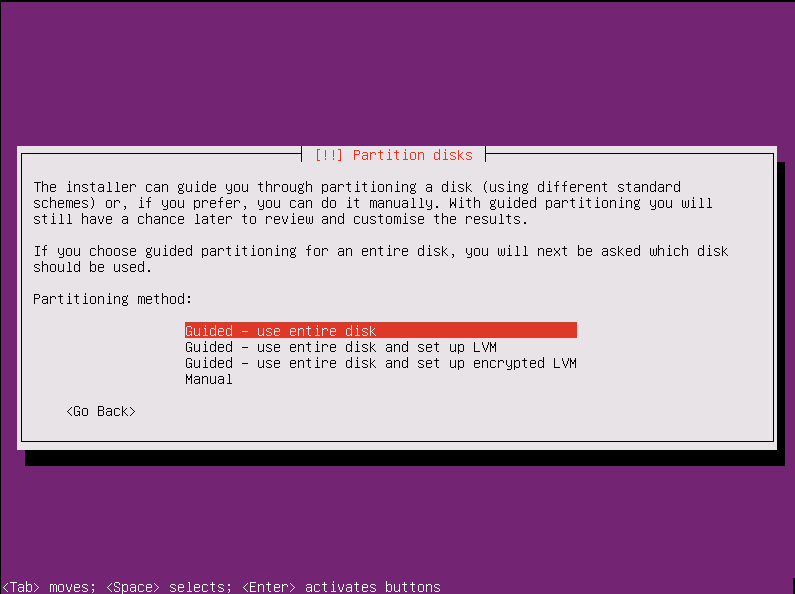 [!!] Partition disks
The installer can guide you through partitioning a disk (using different standard
schemes) or, if you prefer, you can do it manually. With guided partitioning you will
still have a chance later to review and customise the results.
If you choose guided partitioning for an entire disk, you will next be asked which disk
should be used.
Partitioning method:
Guided - use entire disk
Guided - use entire disk and set up LVM
Guided - use entire disk and set up encrypted LVM
Manual
<Go Back>
<Tab> moves; <Space> selects; <Enter> activates buttons